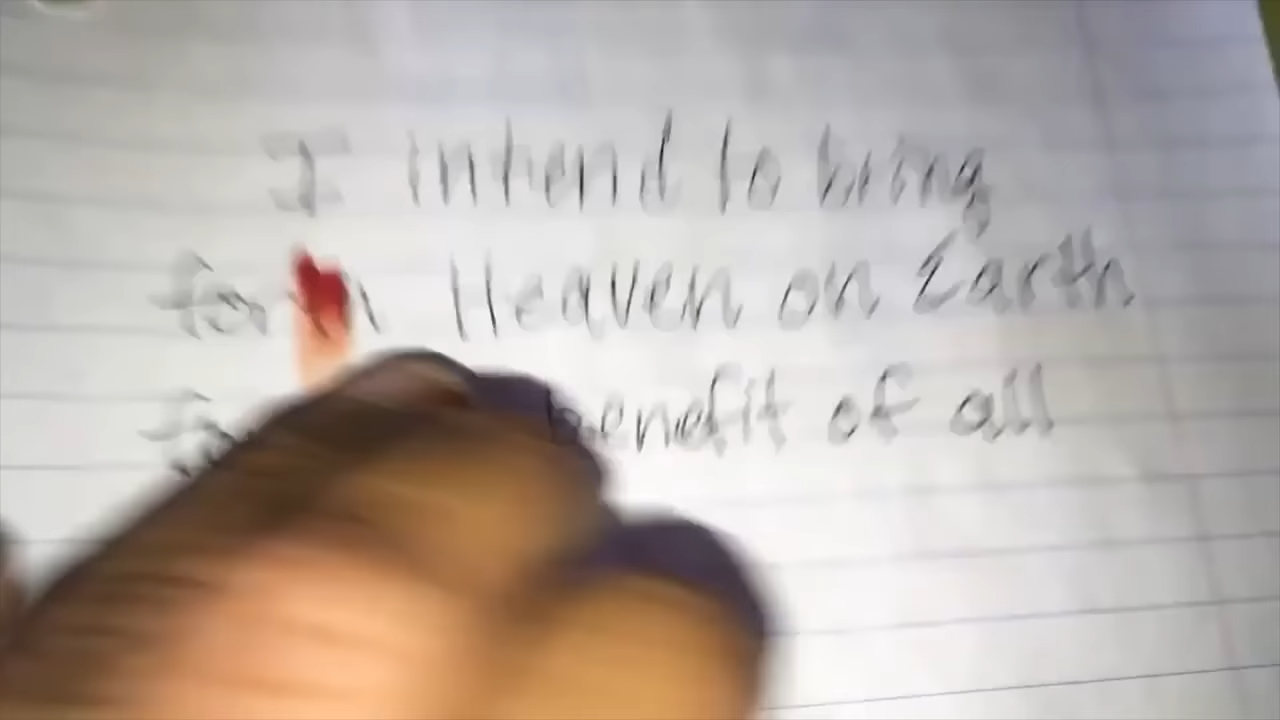 I intend to bring
forth Heaven on Earth
benefit of all